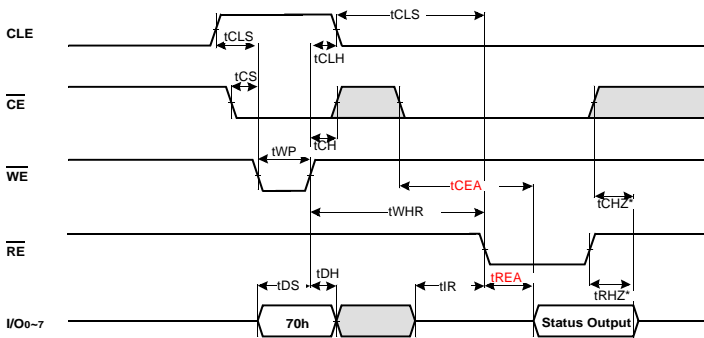 tCLS
CLE
tCLS
tCLH
tCS
CE
tCH
tWP
WE
tCEA
tCHZ*
tWHR
RE
tDH
tREA
tDS
tIR
tRHZ*
I/O0~7
70h
Status Output